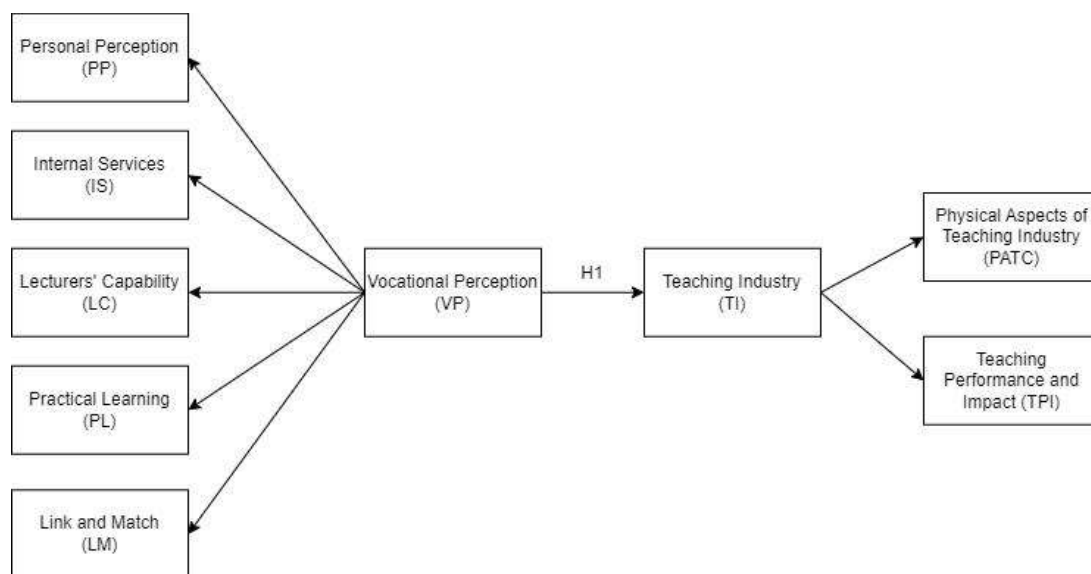 Personal Perception
(PP)
Internal Services
(IS)
Lecturers' Capability
(LC)
Practical Learning
(PL)
Link and Match
(LM)
Vocational Perception
(VP)
H1
Teaching Industry
(TI)
Physical Aspects of
Teaching Industry
(PATC)
Teaching
Performance and
Impact (TPI)